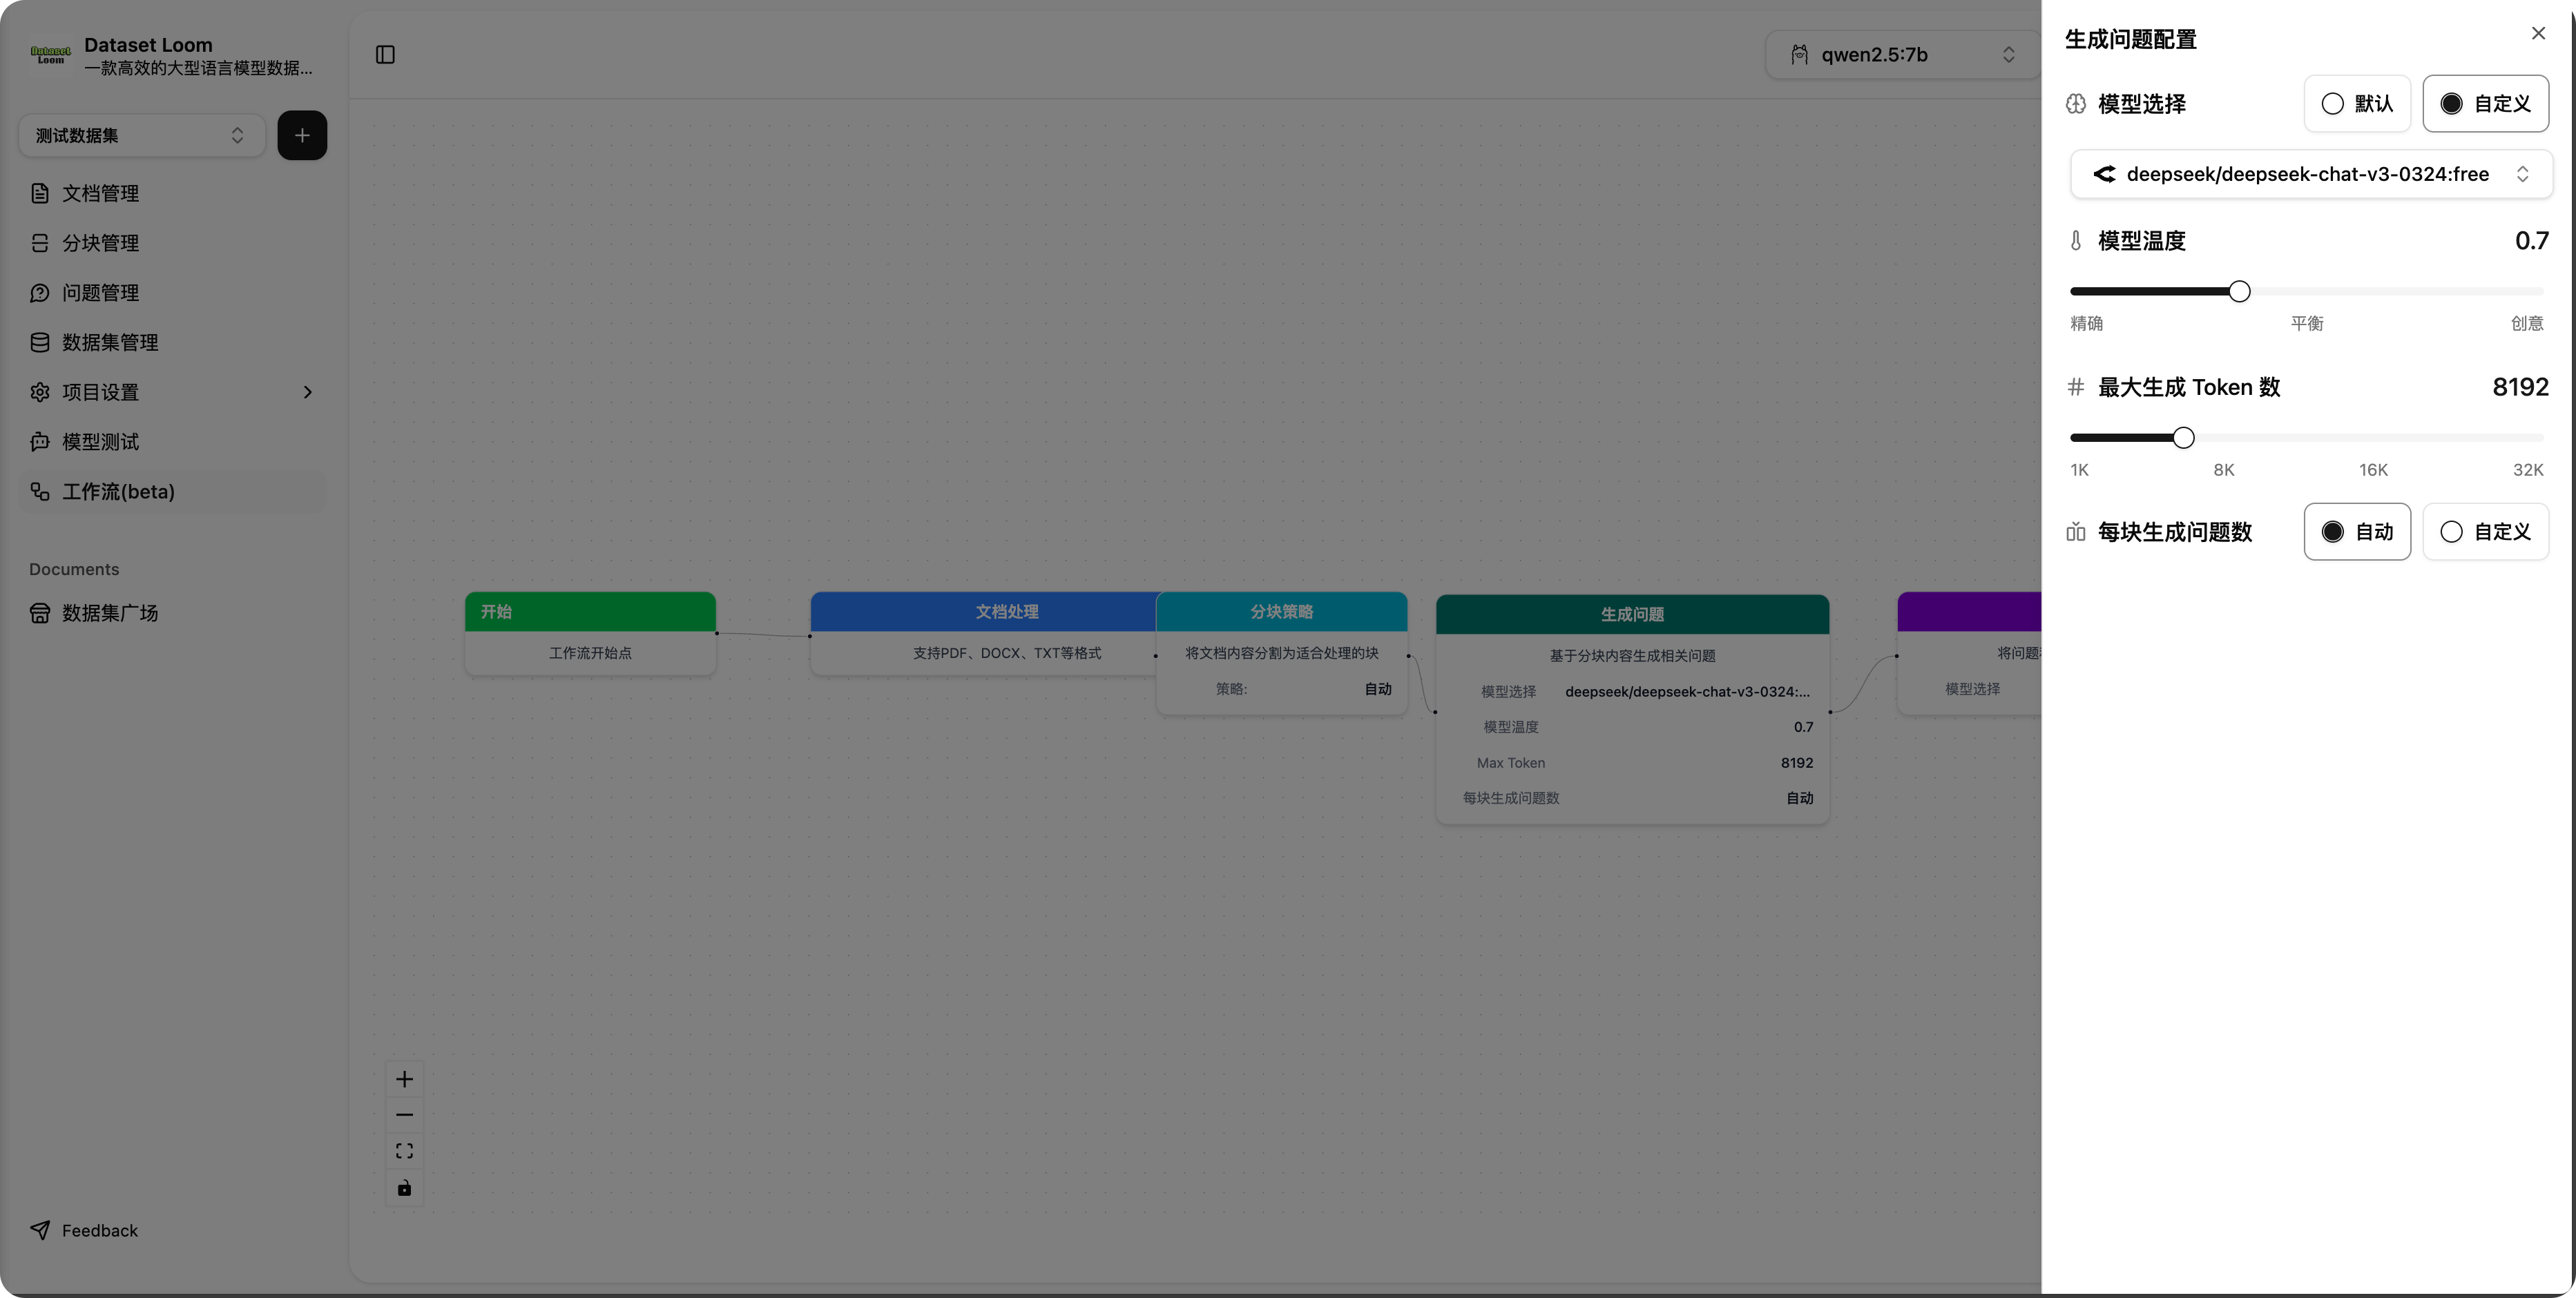 Dataset Loom
Dataset Loom
一款高效的大型语言模型数据...
测试数据集
文档管理
分块管理
问题管理
数据集管理
项目设置
模型测试
工作流(beta)
Documents
数据集广场
Feedback
qwen2.5:7b
开始
工作流开始点
文档处理
支持PDF、DOCX、TXT等格式
分块策略
将文档内容分割为适合处理的块
策略: 自动
生成问题
基于分块内容生成相关问题
模型选择 deepseek/deepseek-chat-v3-0324:...
模型温度 0.7
Max Token 8192
每块生成问题数 自动
将问题
模型选择
生成问题配置
模型选择 默认 自定义
deepseek/deepseek-chat-v3-0324:free
模型温度 0.7
精确 平衡 创意
最大生成 Token 数 8192
1K 8K 16K 32K
每块生成问题数 自动 自定义